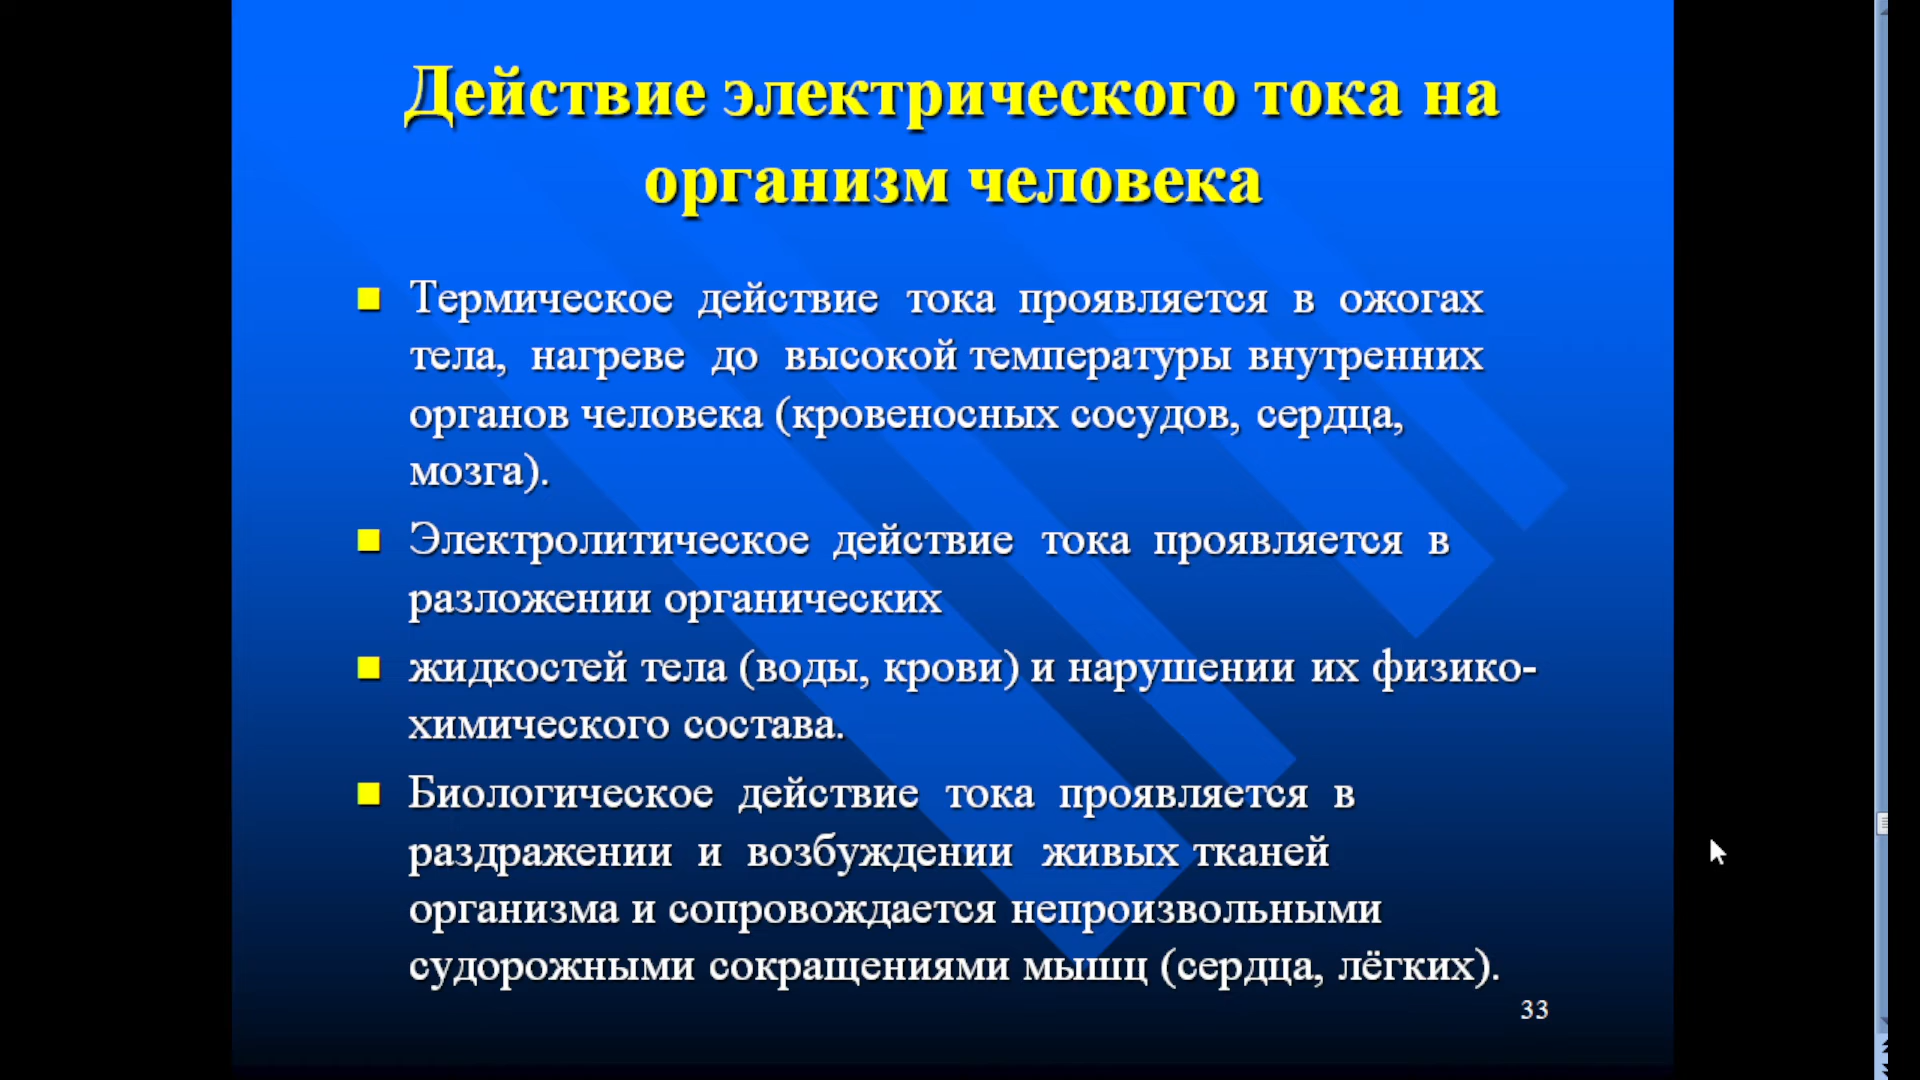 Действие электрического тока на
организм человека
Термическое действие тока проявляется в ожогах
тела, нагреве до высокой температуры внутренних
органов человека (кровеносных сосудов, сердца,
мозга).
Электролитическое действие тока проявляется в
разложении органических
жидкостей тела (воды, крови) и нарушении их физико-
химического состава.
Биологическое действие тока проявляется в
раздражении и возбуждении живых тканей
организма и сопровождается непроизвольными
судорожными сокращениями мышц (сердца, лёгких).
33